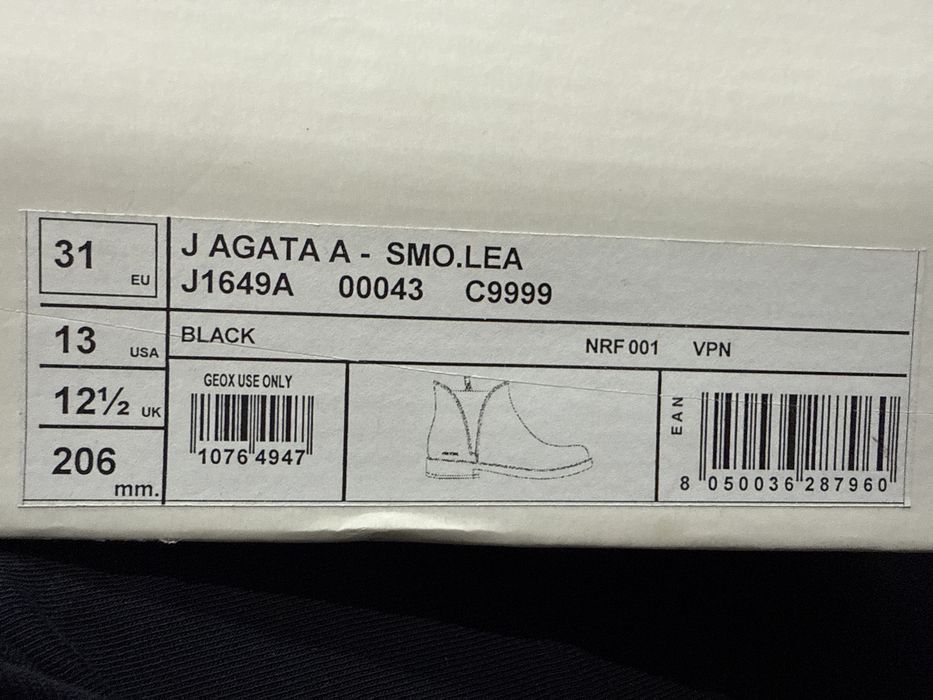 31 EU
13 USA
12½ UK
206 mm.
J AGATA A - SMO.LEA
J1649A 00043 C9999
BLACK NRF 001 VPN
GEOX USE ONLY
1076 4947
EAN
8 050036 287960